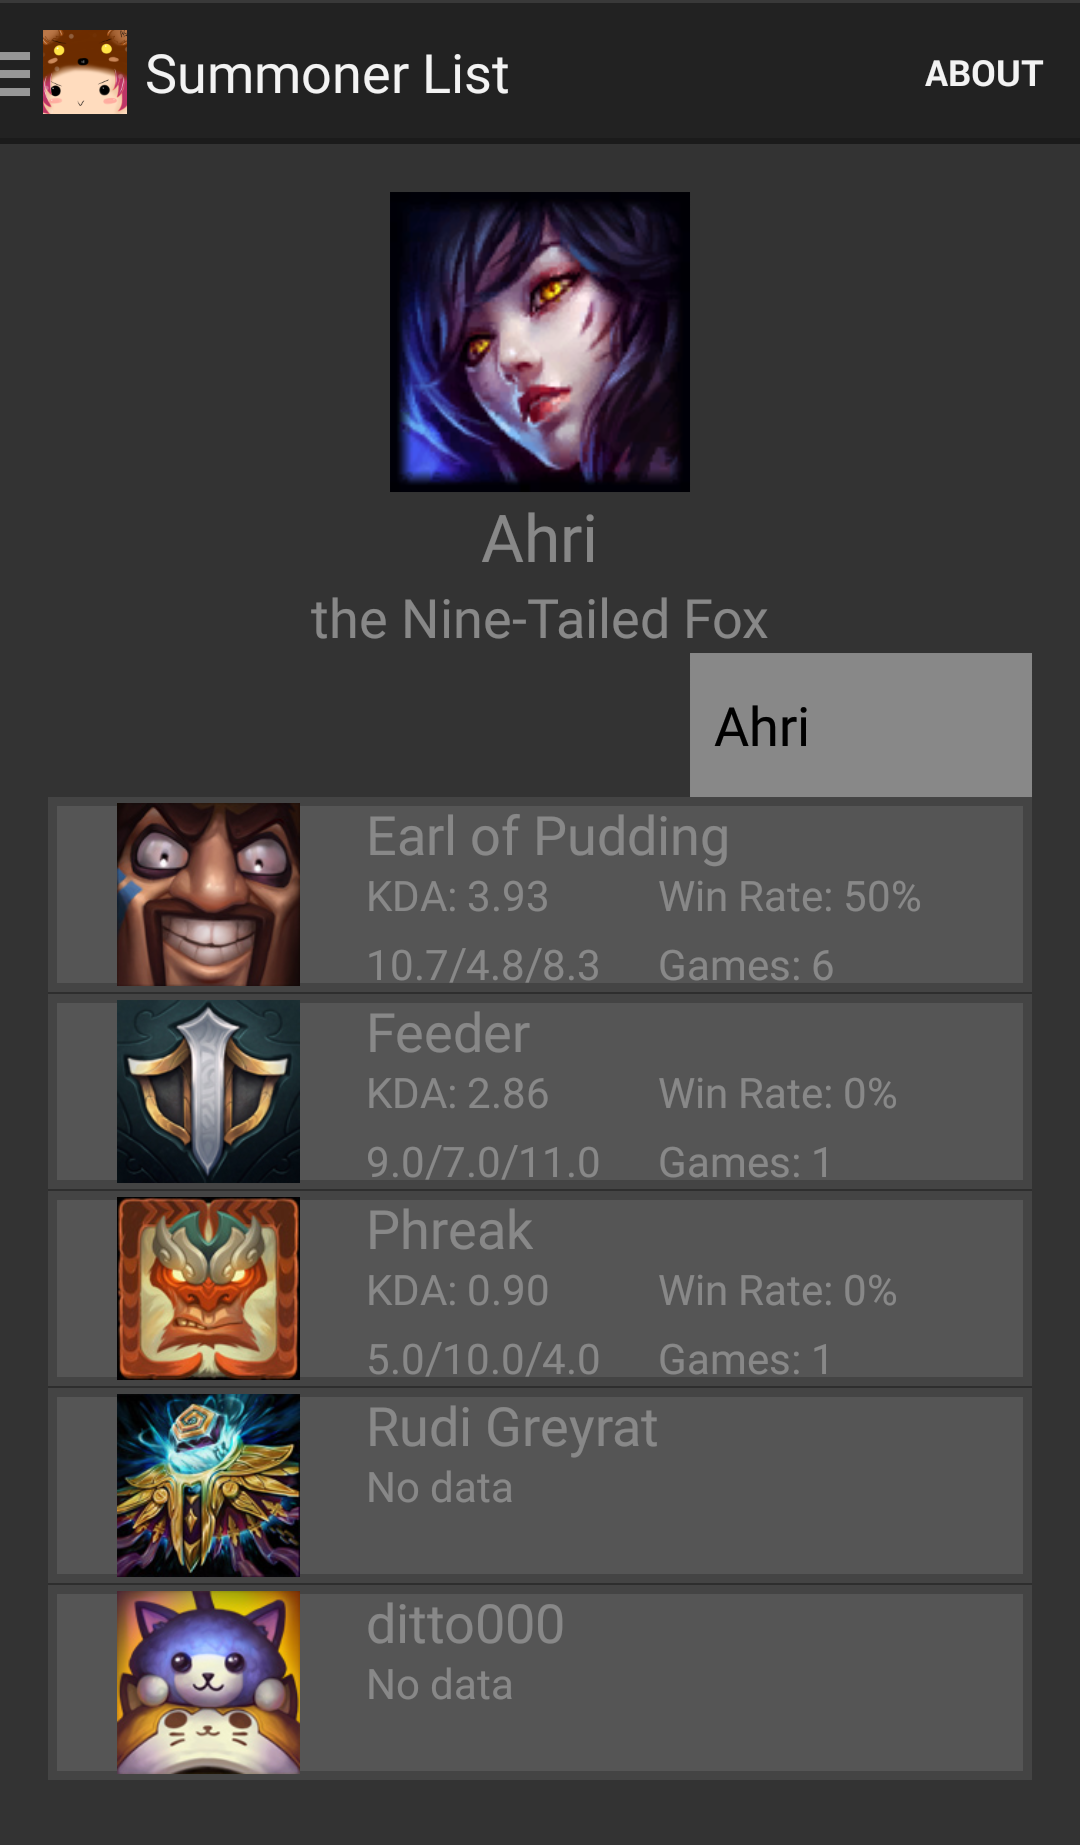 Summoner List
ABOUT
Ahri
the Nine-Tailed Fox
Ahri
Earl of Pudding
KDA: 3.93 Win Rate: 50%
10.7/4.8/8.3 Games: 6
Feeder
KDA: 2.86 Win Rate: 0%
9.0/7.0/11.0 Games: 1
Phreak
KDA: 0.90 Win Rate: 0%
5.0/10.0/4.0 Games: 1
Rudi Greyrat
No data
ditto000
No data